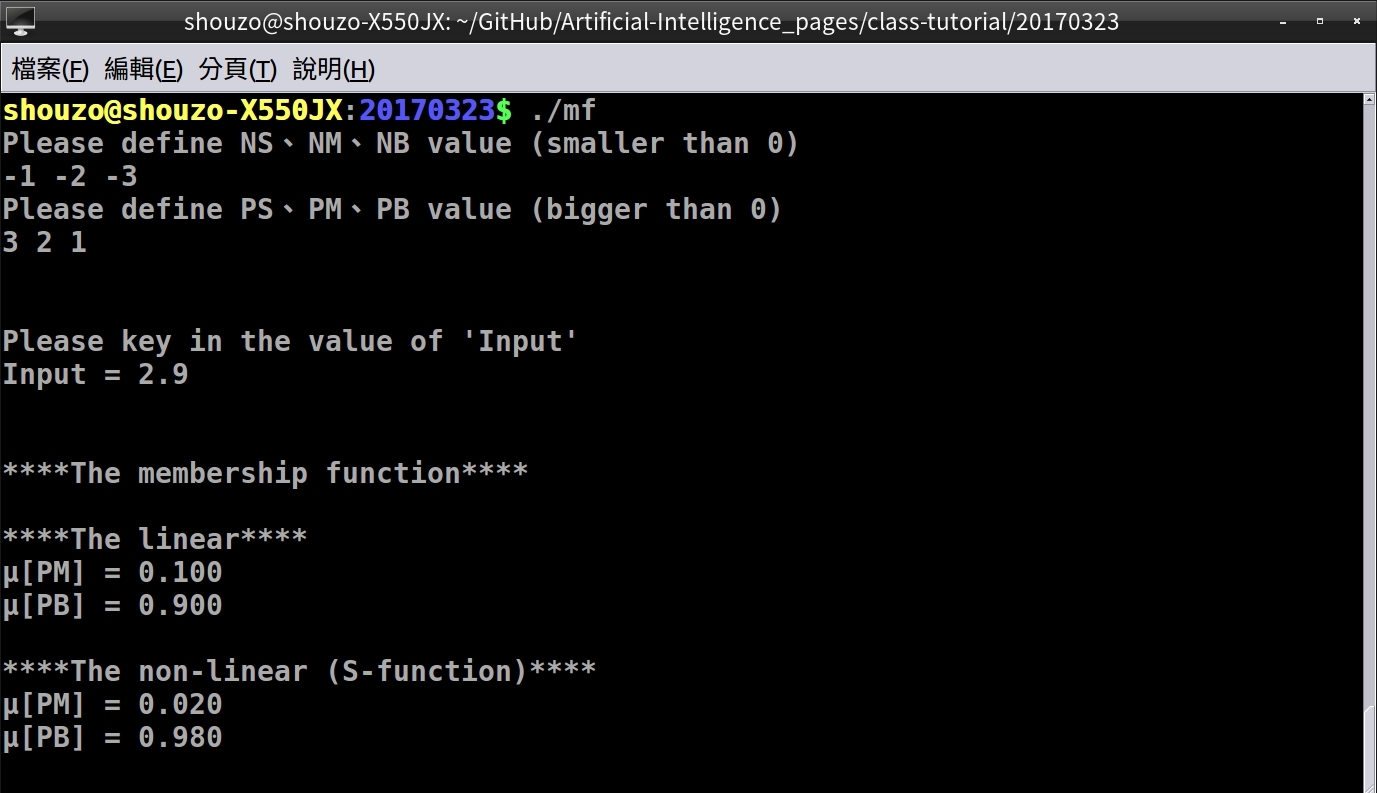 shouzo@shouzo-X550JX: ~/GitHub/Artificial-Intelligence_pages/class-tutorial/20170323
檔案(F) 編輯(E) 分頁(T) 說明(H)
shouzo@shouzo-X550JX:20170323$ ./mf
Please define NS、NM、NB value (smaller than 0)
-1 -2 -3
Please define PS、PM、PB value (bigger than 0)
3 2 1
Please key in the value of 'Input'
Input = 2.9
****The membership function****
****The linear****
μ[PM] = 0.100
μ[PB] = 0.900
****The non-linear (S-function)****
μ[PM] = 0.020
μ[PB] = 0.980